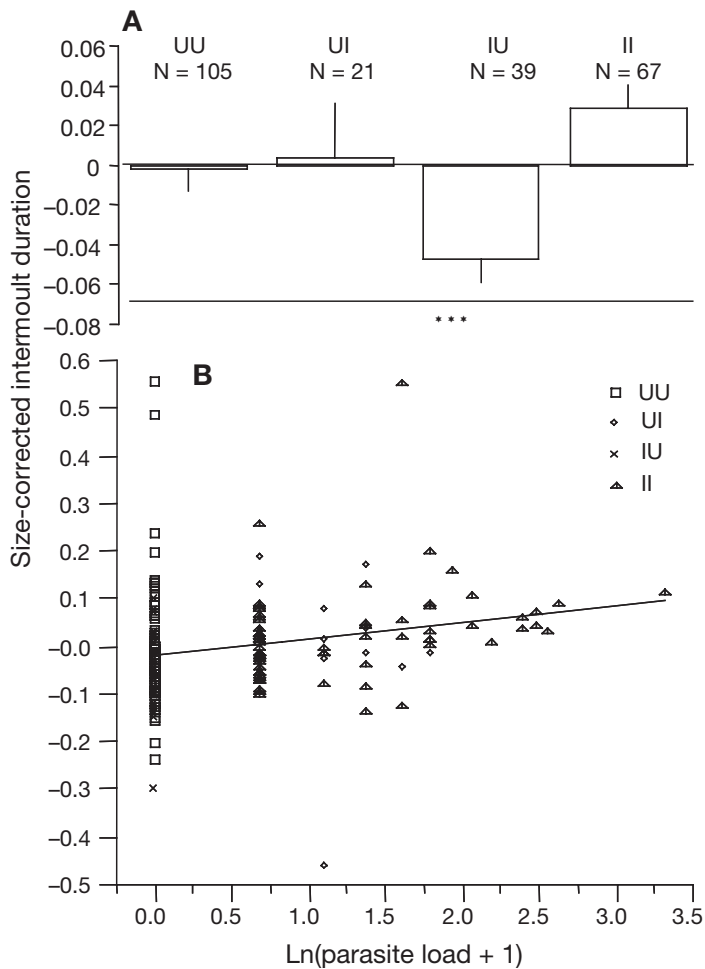 A
UU UI IU II
N = 105 N = 21 N = 39 N = 67
0.06
0.04
0.02
0
−0.02
−0.04
−0.06
−0.08
***
Size-corrected intermoult duration
B
0.6
0.5
0.4
0.3
0.2
0.1
−0.0
−0.1
−0.2
−0.3
−0.4
−0.5
UU
UI
IU
II
0.0 0.5 1.0 1.5 2.0 2.5 3.0 3.5
Ln(parasite load + 1)